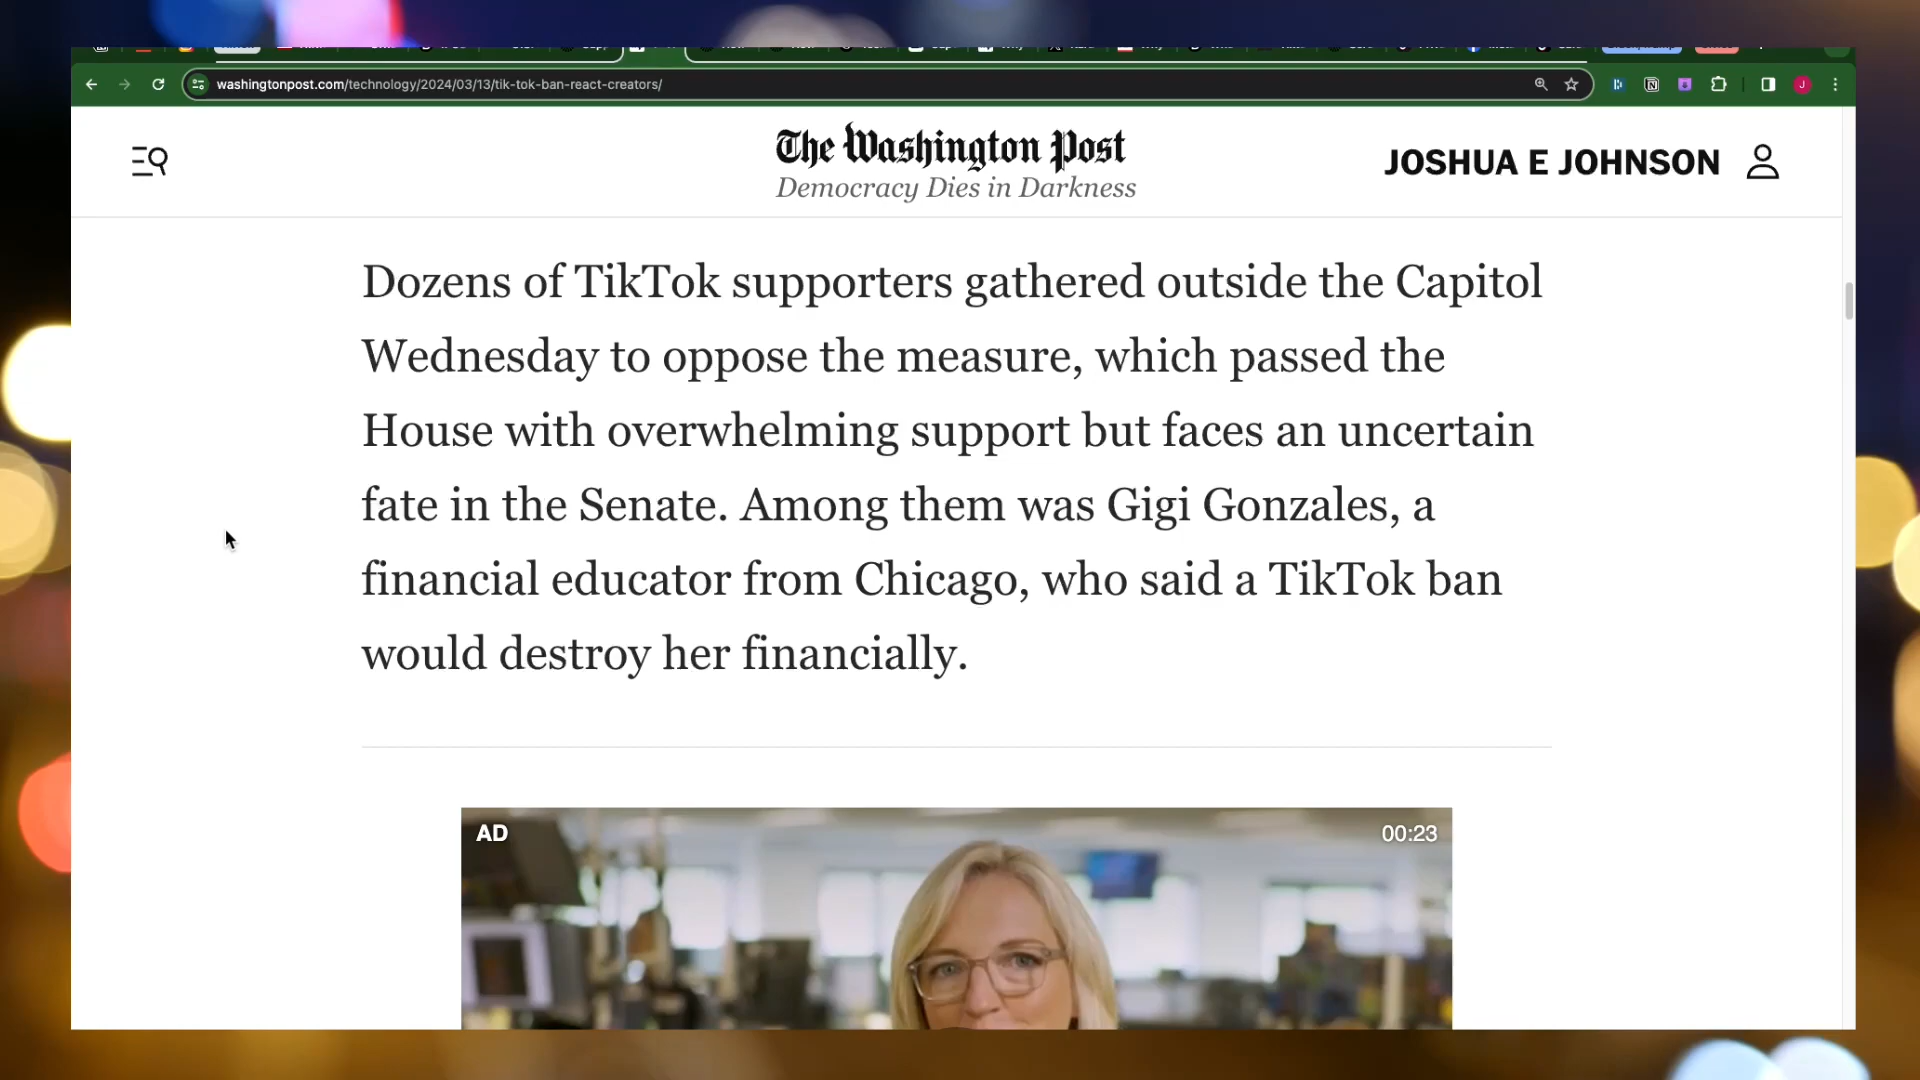 washingtonpost.com/technology/2024/03/13/tik-tok-ban-react-creators/
J
The Washington Post
Democracy Dies in Darkness
JOSHUA E JOHNSON
Dozens of TikTok supporters gathered outside the Capitol
Wednesday to oppose the measure, which passed the
House with overwhelming support but faces an uncertain
fate in the Senate. Among them was Gigi Gonzales, a
financial educator from Chicago, who said a TikTok ban
would destroy her financially.
AD
00:23